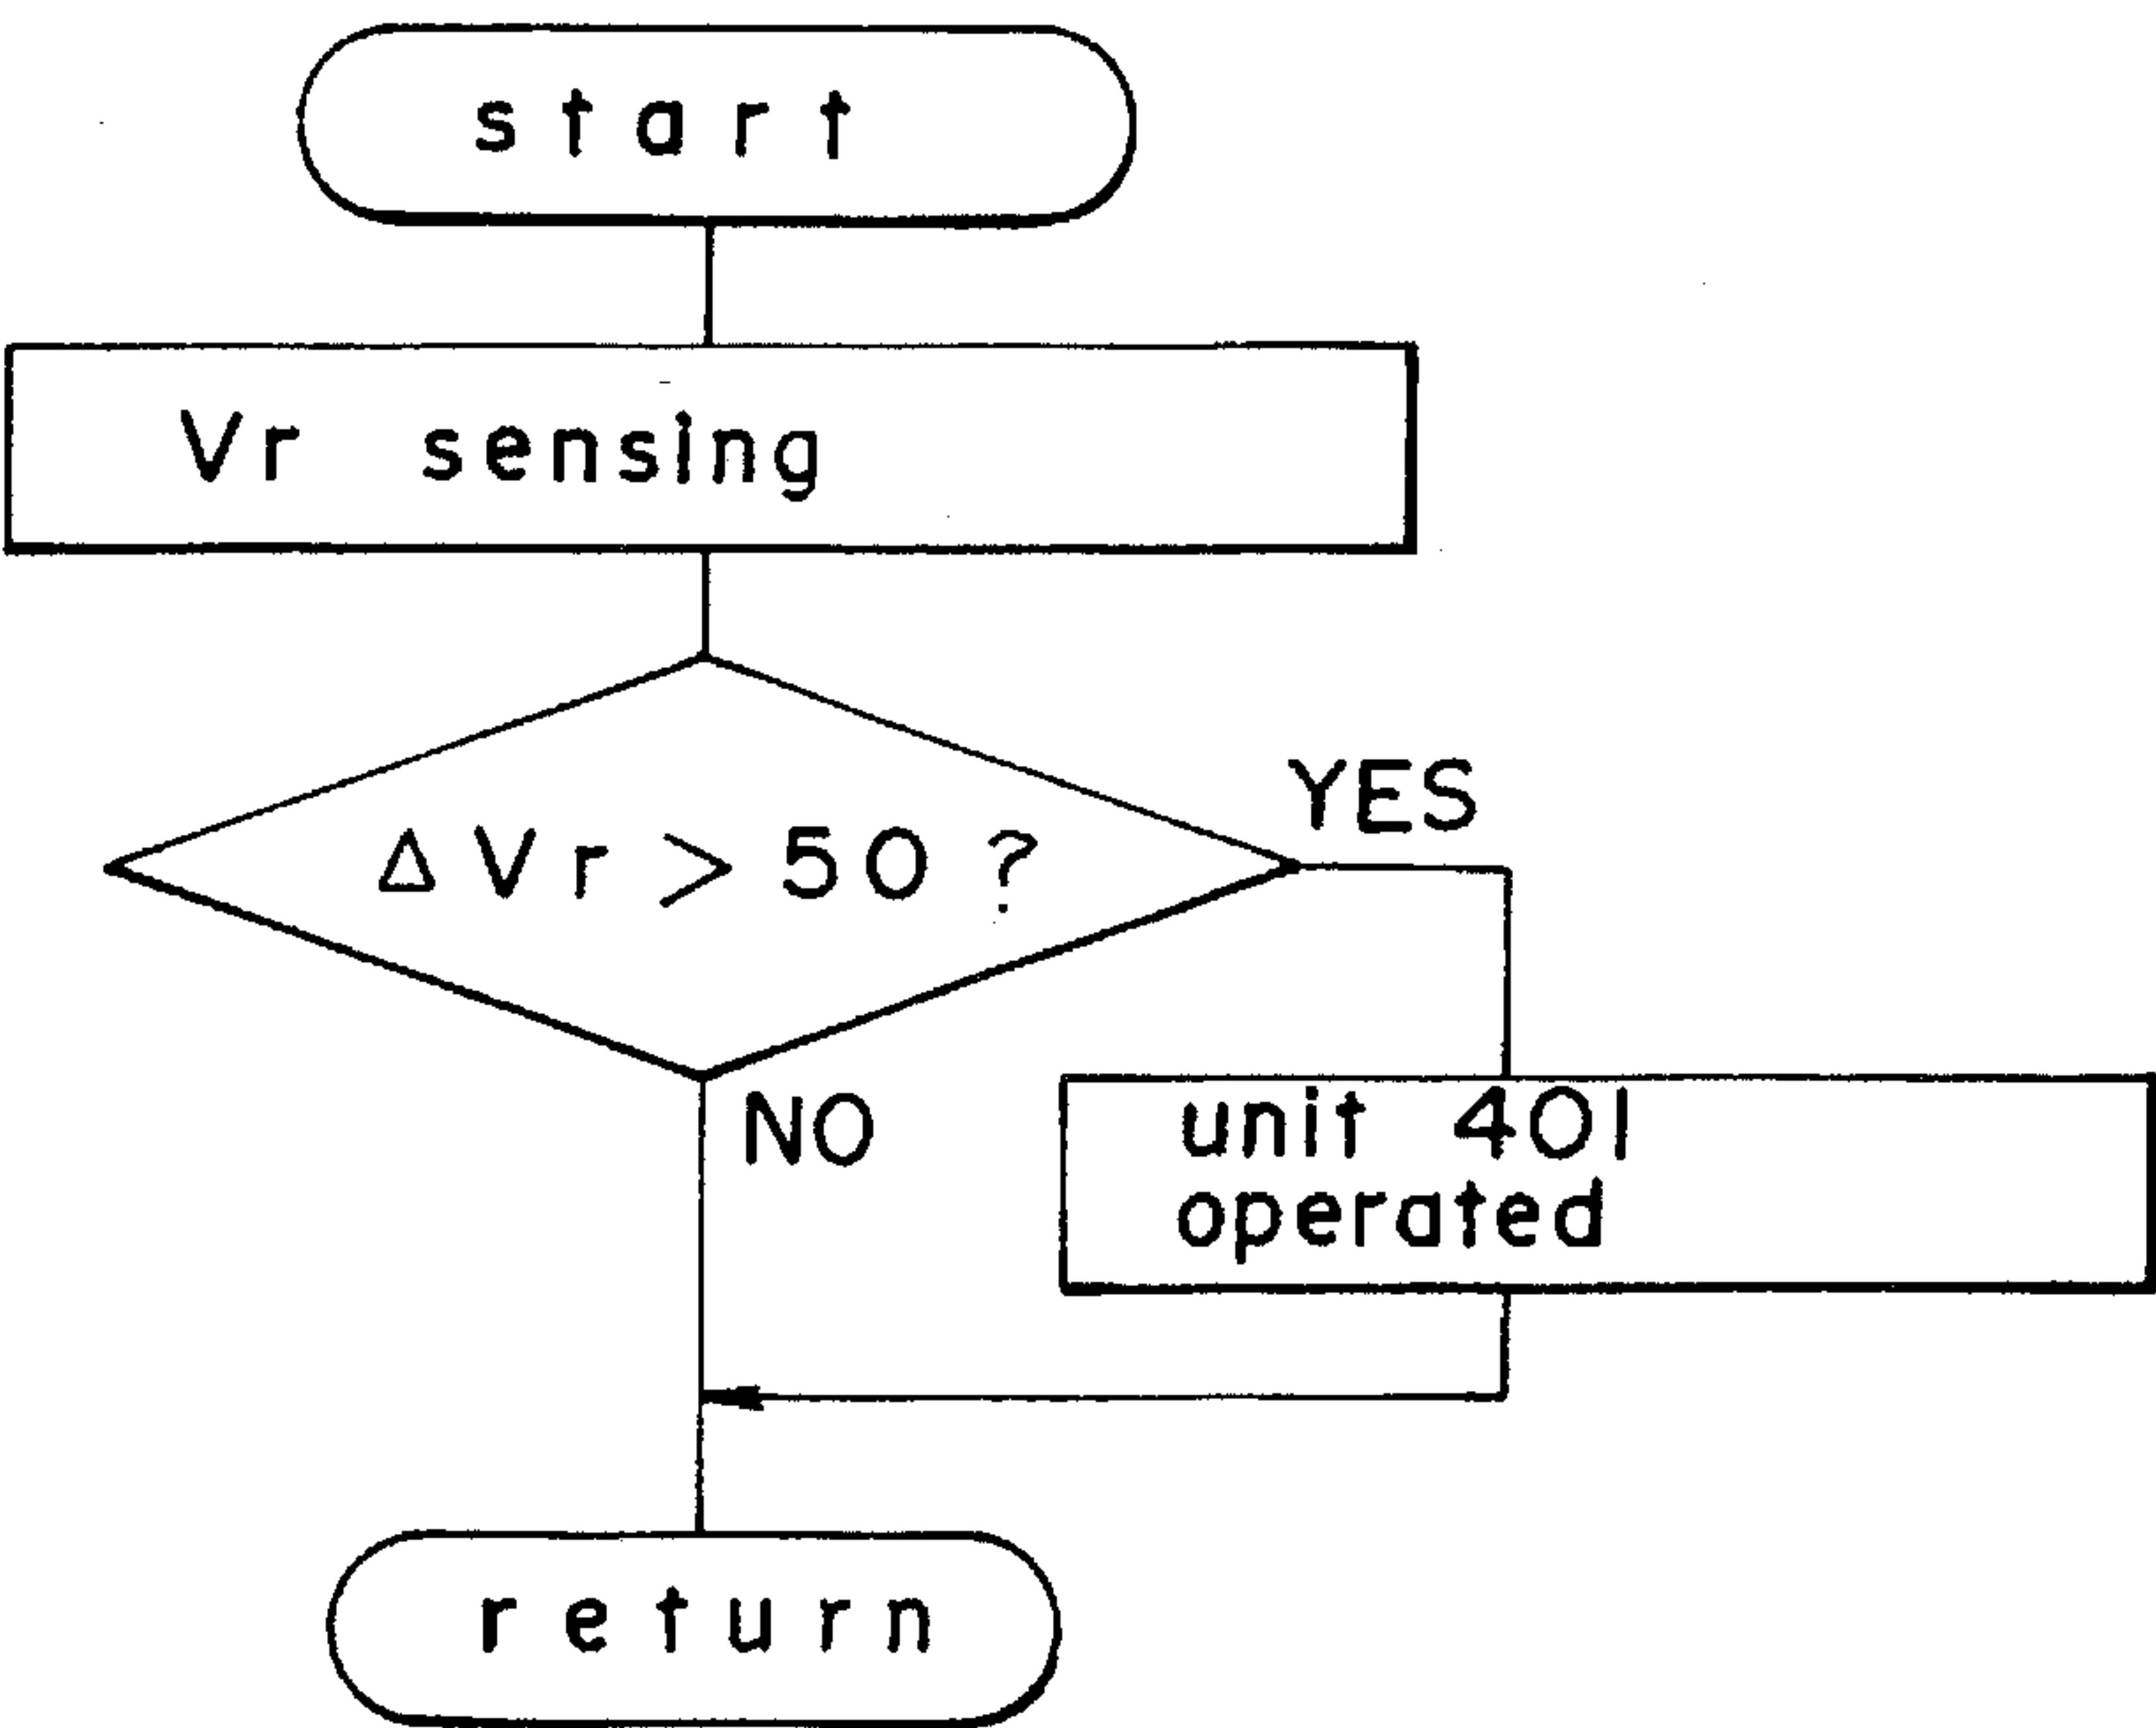 start
Vr sensing
ΔVr>50?
YES
NO
unit 401
operated
return